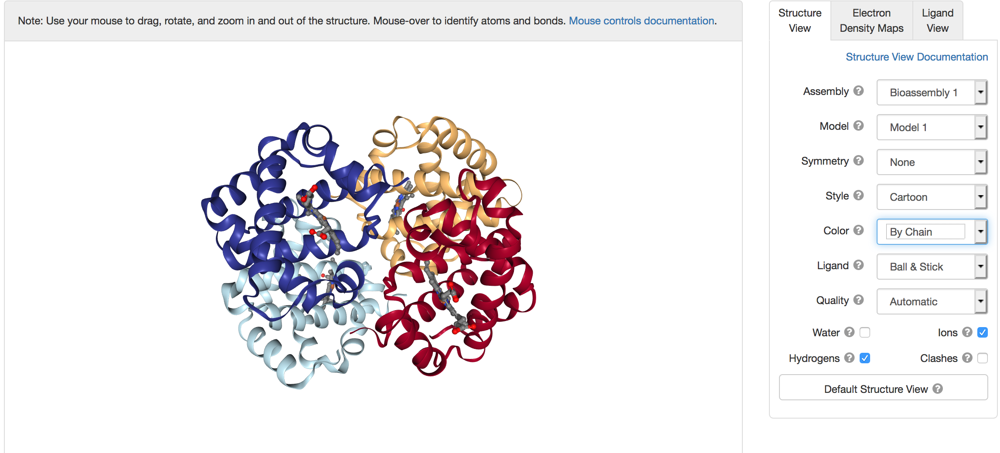 Note: Use your mouse to drag, rotate, and zoom in and out of the structure. Mouse-over to identify atoms and bonds. Mouse controls documentation.
Structure View
Electron Density Maps
Ligand View
Structure View Documentation
Assembly ? Bioassembly 1
Model ? Model 1
Symmetry ? None
Style ? Cartoon
Color ? By Chain
Ligand ? Ball & Stick
Quality ? Automatic
Water ? Ions ?
Hydrogens ? Clashes ?
Default Structure View ?